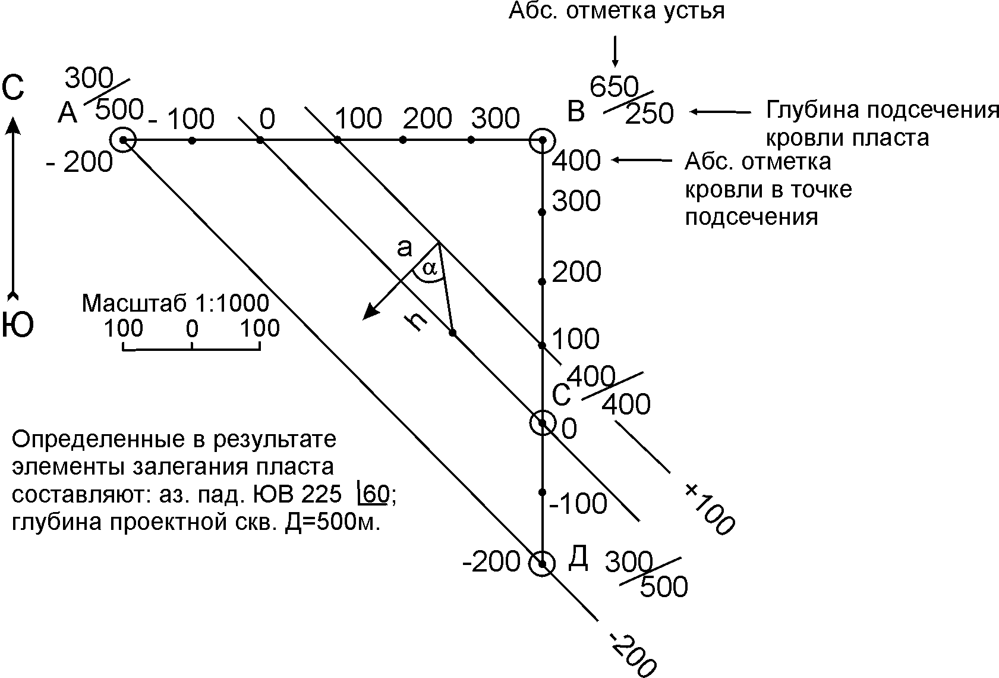 Абс. отметка устья
300
500
А
- 200
- 100
0
100
200
300
В
650
250
Глубина подсечения
кровли пласта
400
Абс. отметка
кровли в точке
подсечения
300
200
100
С
Ю
Масштаб 1:1000
100 0 100
a
α
h
С
400
400
0
-100
+100
Определенные в результате
элементы залегания пласта
составляют: аз. пад. ЮВ 225 60;
глубина проектной скв. Д=500м.
-200
Д
300
500
-200